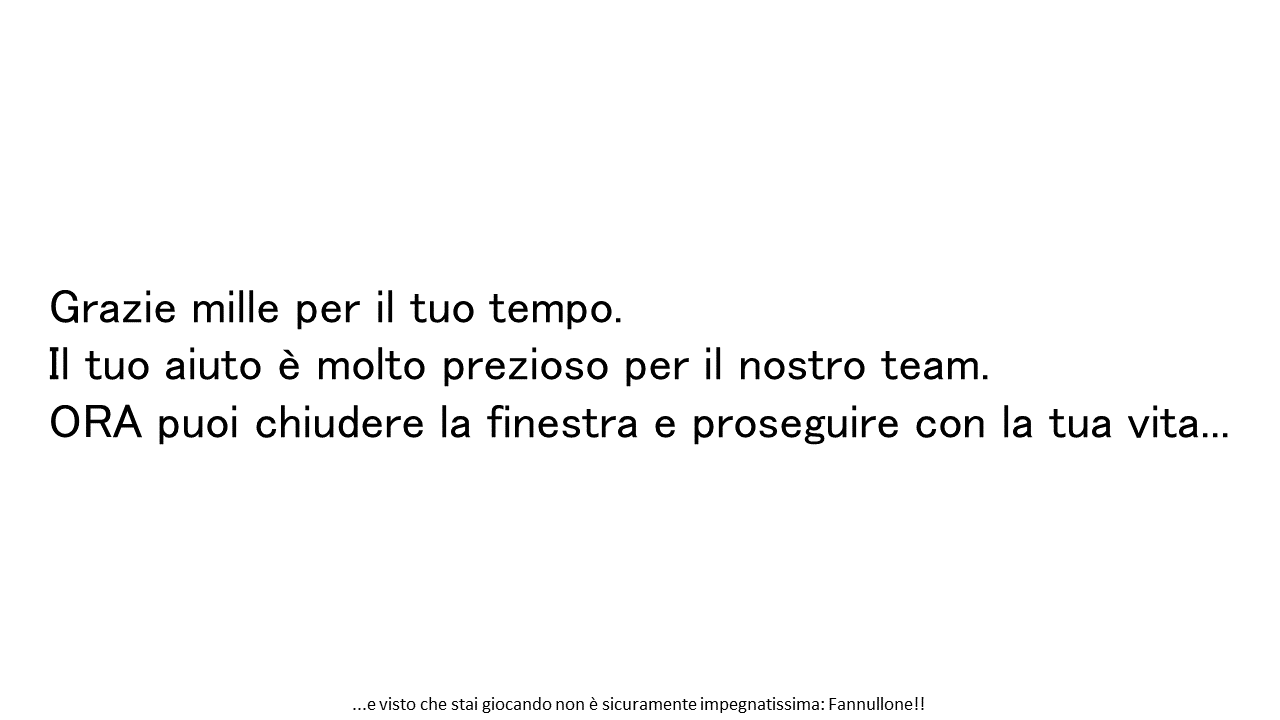 Grazie mille per il tuo tempo.
Il tuo aiuto è molto prezioso per il nostro team.
ORA puoi chiudere la finestra e proseguire con la tua vita...
...e visto che stai giocando non è sicuramente impegnatissima: Fannullone!!